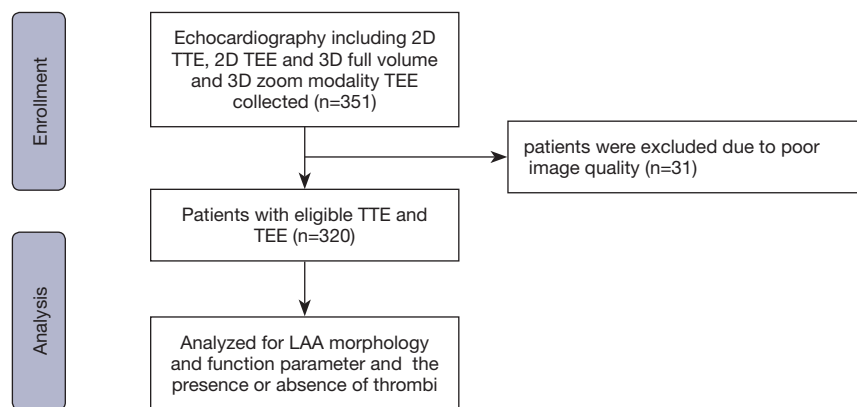 Enrollment
Echocardiography including 2D
TTE, 2D TEE and 3D full volume
and 3D zoom modality TEE
collected (n=351)
patients were excluded due to poor
image quality (n=31)
Patients with eligible TTE and
TEE (n=320)
Analysis
Analyzed for LAA morphology
and function parameter and the
presence or absence of thrombi